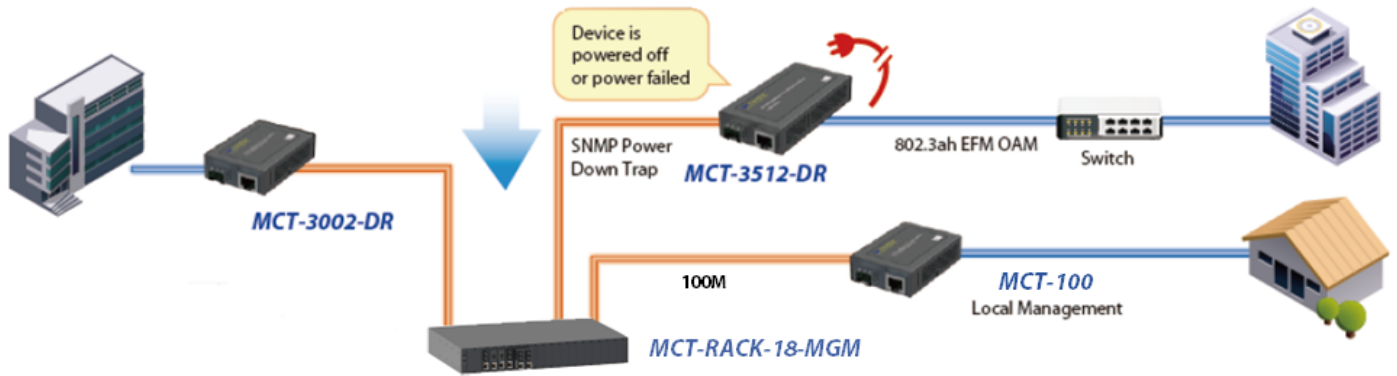 Device is
powered off
or power failed
SNMP Power
Down Trap
MCT-3512-DR
802.3ah EFM OAM
Switch
MCT-3002-DR
100M
MCT-100
Local Management
MCT-RACK-18-MGM